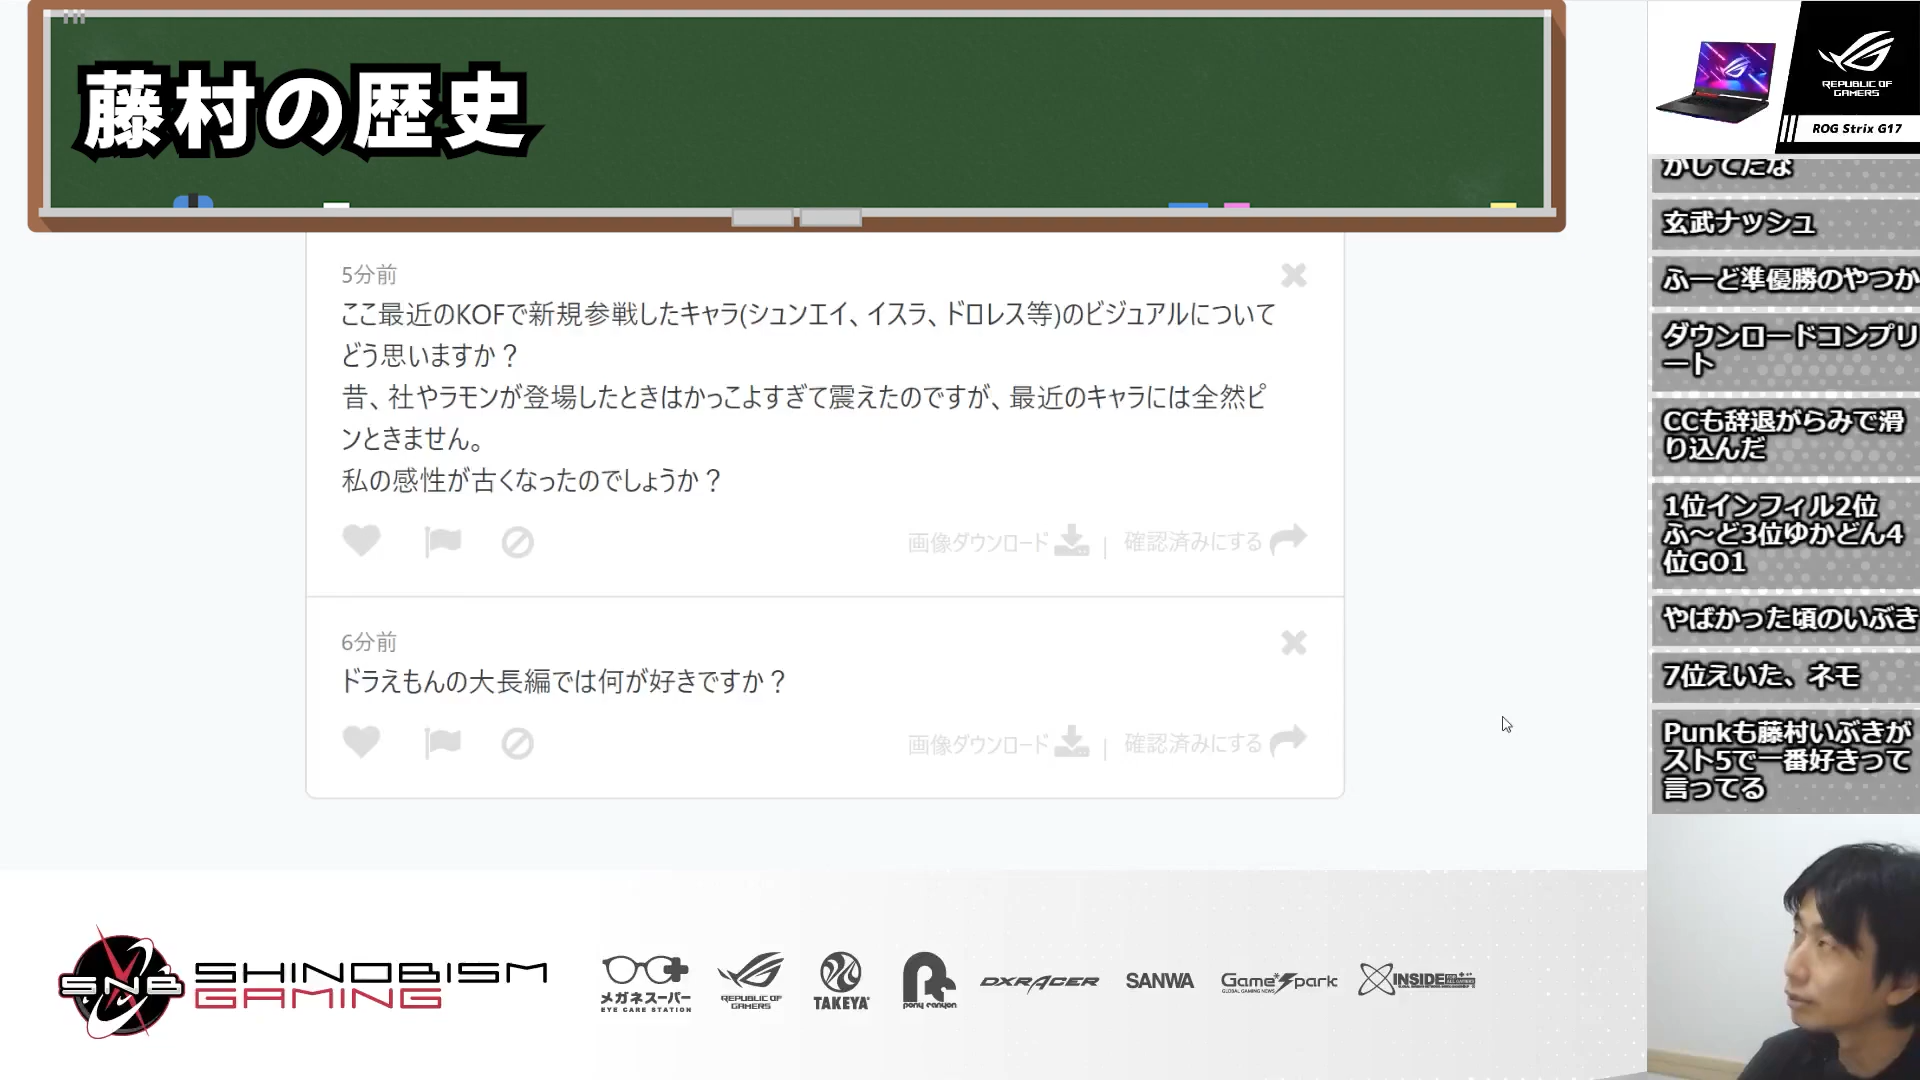 藤村の歴史
5分前
ここ最近のKOFで新規参戦したキャラ(シュンエイ、イスラ、ドロレス等)のビジュアルについて
どう思いますか？
昔、社やラモンが登場したときはかっこよすぎて震えたのですが、最近のキャラには全然ピ
ンときません。
私の感性が古くなったのでしょうか？
画像ダウンロード | 確認済みにする
6分前
ドラえもんの大長編では何が好きですか？
画像ダウンロード | 確認済みにする
REPUBLIC OF
GAMERS
ROG Strix G17
かしてたな
玄武ナッシュ
ふーど準優勝のやつか
ダウンロードコンプリ
ート
CCも辞退がらみで滑
り込んだ
1位インフィル2位
ふ～ど3位ゆかどん4
位GO1
やばかった頃のいぶき
7位えいた、ネモ
Punkも藤村いぶきが
スト5で一番好きって
言ってる
SNB
SHINOBISM
GAMING
メガネスーパー
EYE CARE STATION
REPUBLIC OF
GAMERS
TAKEYA
pony canyon
DXRACER
SANWA
Game*Spark
GLOBAL GAMING NEWS
INSIDE